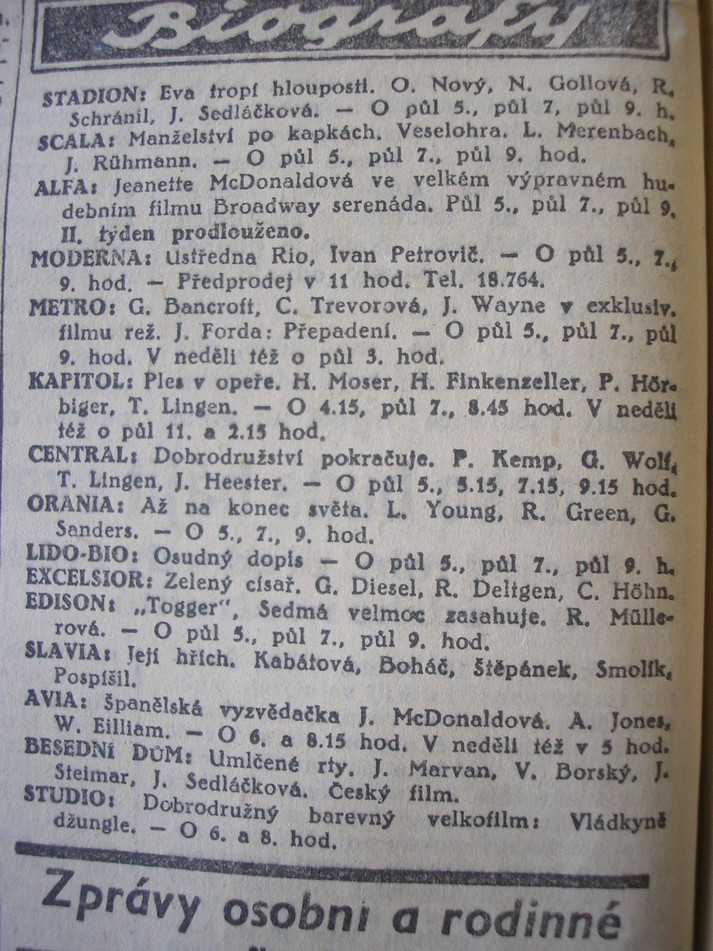 Biografy
STADION: Eva tropí hlouposti. O. Nový, N. Gollová, R.
Schránil, J. Sedláčková. — O půl 5., půl 7, půl 9. h.
SCALA: Manželství po kapkách. Veselohra. L. Merenbach,
J. Rühmann. — O půl 5., půl 7., půl 9. hod.
ALFA: Jeanette McDonaldová ve velkém výpravném hu-
debním filmu Broadway serenáda. Půl 5., půl 7., půl 9.
II. týden prodlouženo.
MODERNA: Ústředna Rio, Ivan Petrovič. — O půl 5., 7.,
9. hod. — Předprodej v 11 hod. Tel. 18.764.
METRO: G. Bancroft, C. Trevorová, J. Wayne v exklusiv.
filmu rež. J. Forda: Přepadení. — O půl 5., půl 7., půl
9. hod. V neděli též o půl 3. hod.
KAPITOL: Ples v opeře. H. Moser, H. Finkenzeller, P. Hör-
biger, T. Lingen. — O 4.15, půl 7., 8.45 hod. V neděli
též o půl 11. a 2.15 hod.
CENTRAL: Dobrodružství pokračuje. P. Kemp, G. Wolf,
T. Lingen, J. Heester. — O půl 5., 5.15, 7.15, 9.15 hod.
ORANIA: Až na konec světa. L. Young, R. Green, G.
Sanders. — O 5., 7., 9. hod.
LIDO-BIO: Osudný dopis — O půl 5., půl 7., půl 9. h.
EXCELSIOR: Zelený císař. G. Diesel, R. Deltgen, C. Höhn.
EDISON: „Togger", Sedmá velmoc zasahuje. R. Mülle-
rová. — O půl 5., půl 7., půl 9. hod.
SLAVIA: Její hřích. Kabátová, Boháč, Štěpánek, Smolík,
Pospíšil.
AVIA: Španělská vyzvědačka J. McDonaldová. A. Jones,
W. Eilliam. — O 6. a 8.15 hod. V neděli též v 5 hod.
BESEDNÍ DŮM: Umlčené rty. J. Marvan, V. Borský, J.
Steimar, J. Sedláčková. Český film.
STUDIO: Dobrodružný barevný velkofilm: Vládkyně
džungle. — O 6. a 8. hod.
Zprávy osobní a rodinné